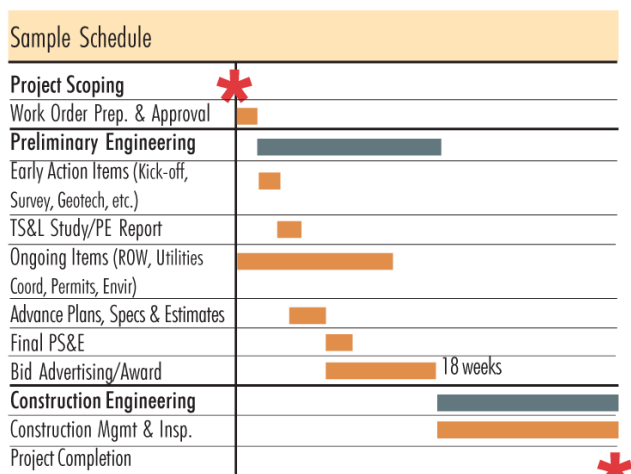 Sample Schedule
Project Scoping
Work Order Prep. & Approval
Preliminary Engineering
Early Action Items (Kick-off,
Survey, Geotech, etc.)
TS&L Study/PE Report
Ongoing Items (ROW, Utilities
Coord, Permits, Envir)
Advance Plans, Specs & Estimates
Final PS&E
Bid Advertising/Award
18 weeks
Construction Engineering
Construction Mgmt & Insp.
Project Completion